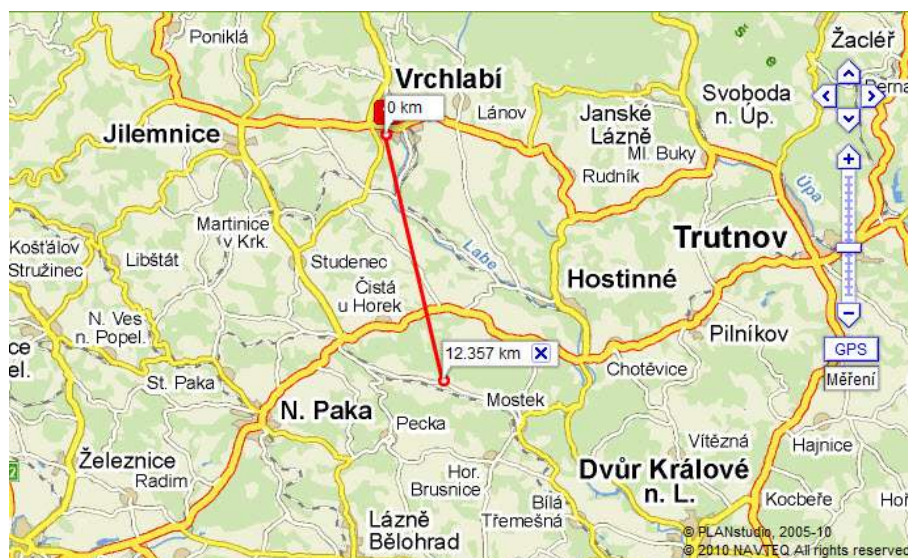 Poniklá
Žacléř
Vrchlabí
0 km
Lánov
Svoboda
n. Úp.
Janské
Lázně
Jilemnice
Ml. Buky
Rudník
Úpa
Martinice
v Krk.
Trutnov
Košťálov
Stružinec
Libštát
Studenec
Labe
Hostinné
Čistá
u Horek
N. Ves
n. Popel.
Pilníkov
GPS
12.357 km
Chotěvice
Měření
St. Paka
N. Paka
Mostek
Pecka
Vítězná
Hajnice
Železnice
Radim
Hor.
Brusnice
Dvůr Králové
n. L.
Kocbeře
Bílá
Třemešná
Lázně
Bělohrad
© PLANstudio, 2005-10
© 2010 NAVTEQ All rights reserved